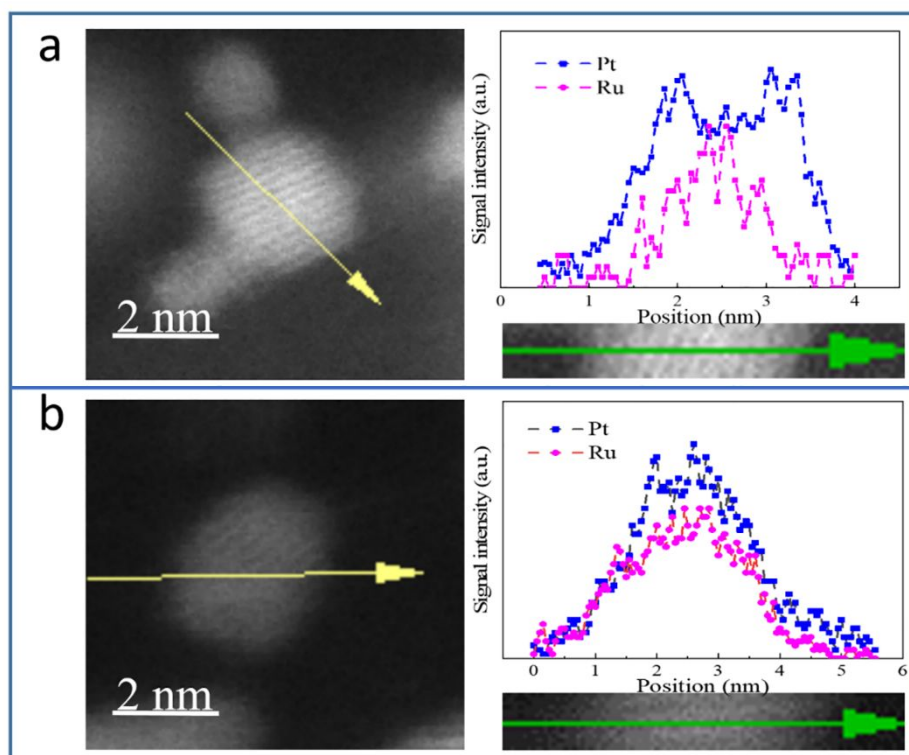 a
2 nm
Pt
Ru
Signal intensity (a.u.)
0 1 2 3 4
Position (nm)
b
2 nm
Pt
Ru
Signal intensity (a.u.)
0 1 2 3 4 5 6
Position (nm)